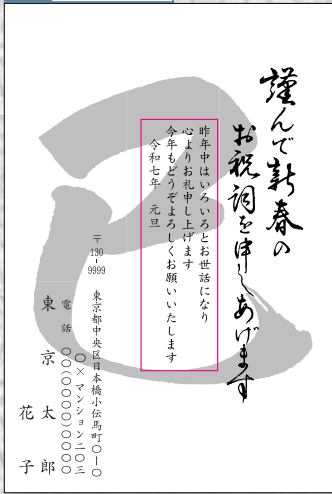 謹んで新春の
お祝詞を申しあげます
昨年中はいろいろとお世話になり
心よりお礼申し上げます
今年もどうぞよろしくお願いいたします
令和七年　元旦
〒130-9999
東京都中央区日本橋小伝馬町〇ー〇
〇×マンション二〇三
電話　〇〇(〇〇〇〇)〇〇〇〇
東京　太郎
花子
巳